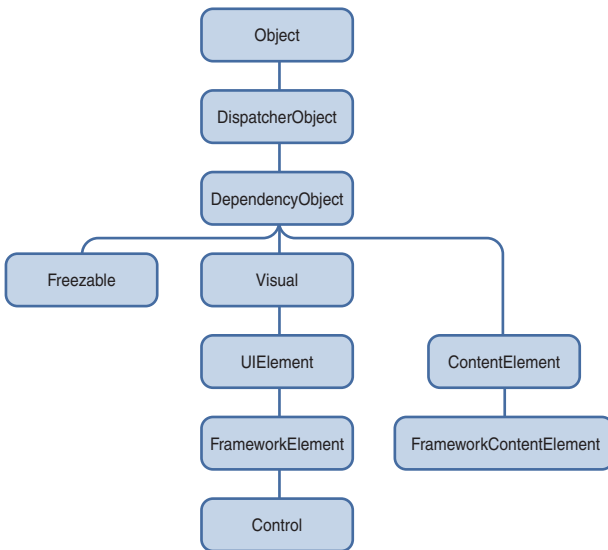 Object
DispatcherObject
DependencyObject
Freezable
Visual
UIElement
ContentElement
FrameworkElement
FrameworkContentElement
Control